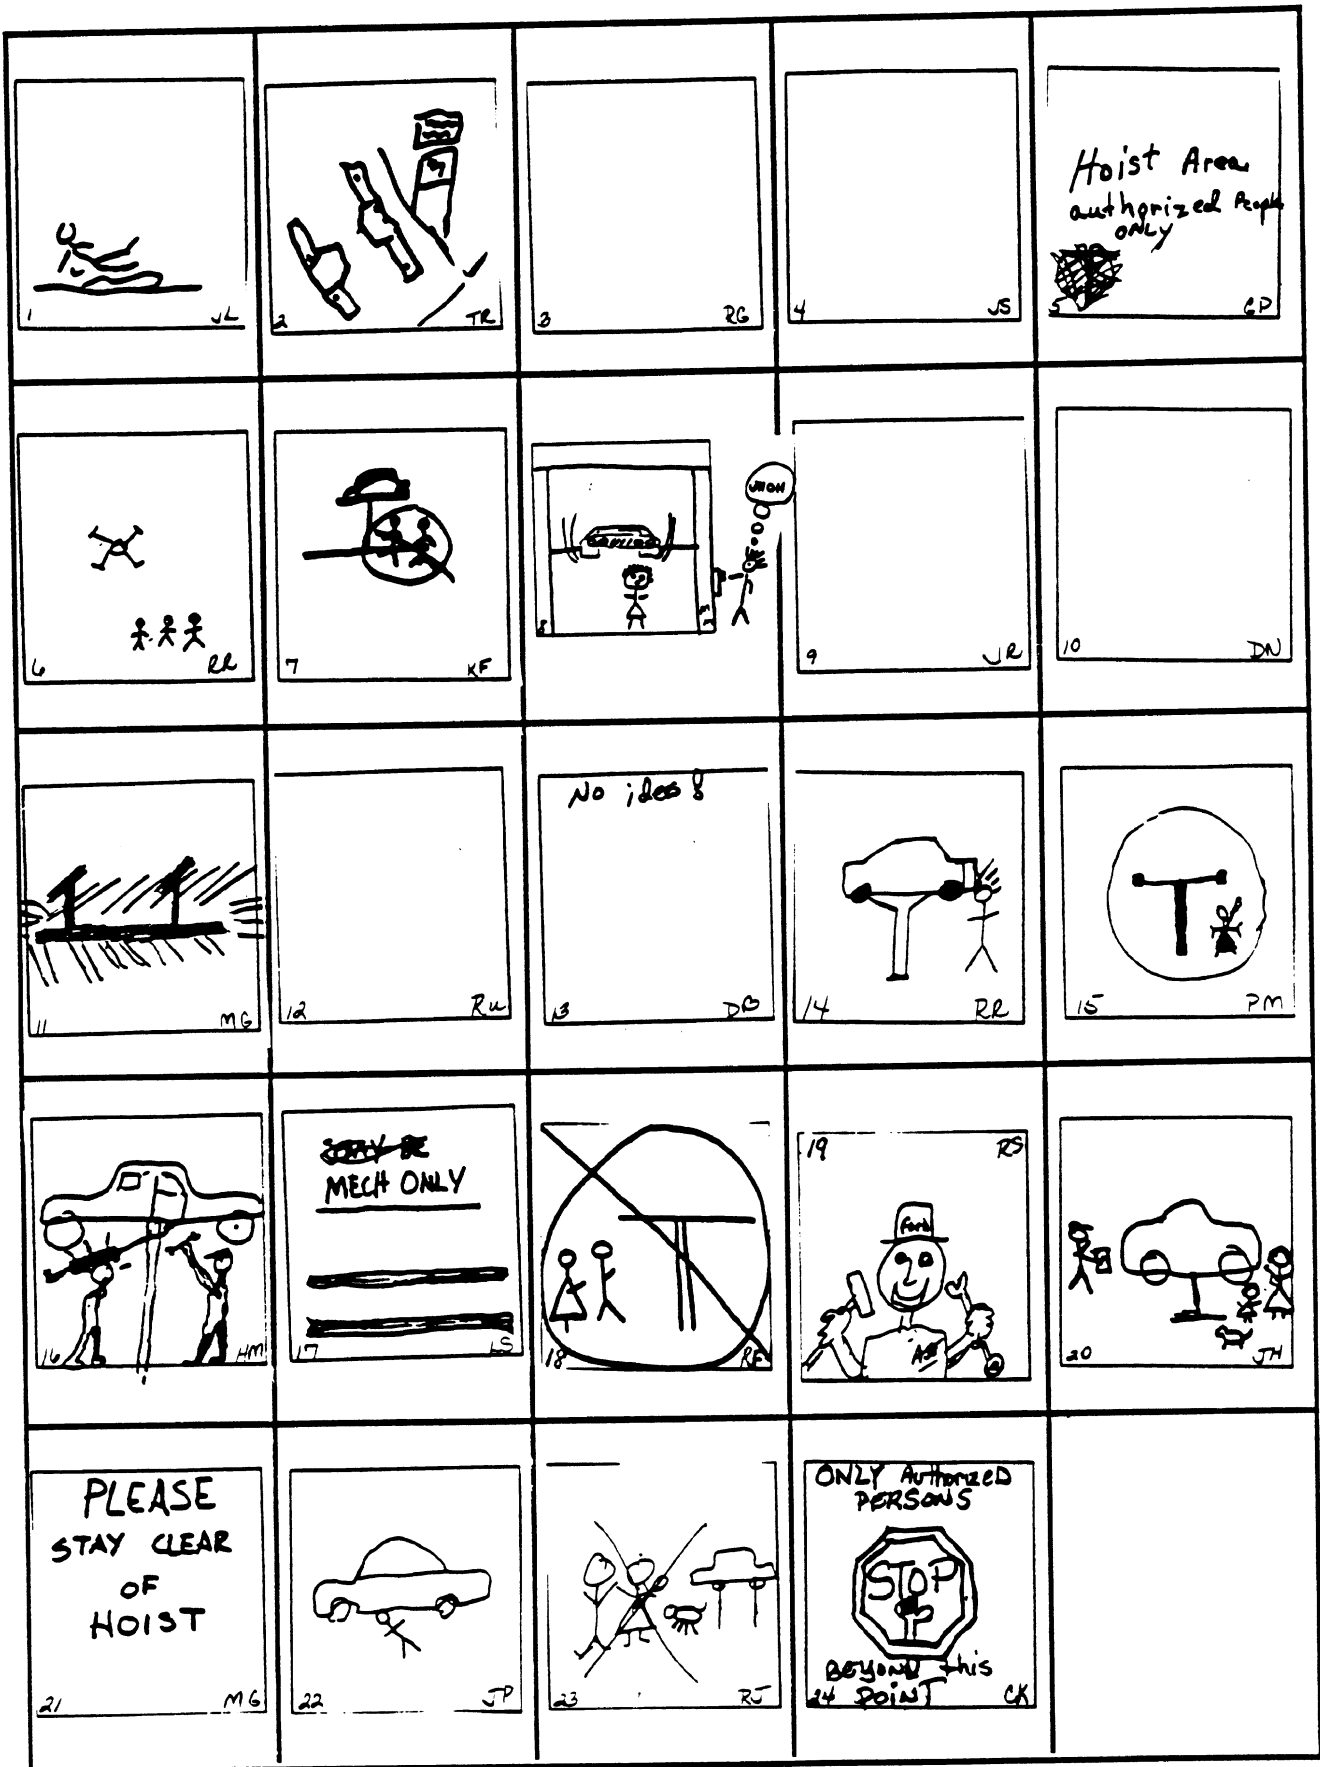 1 JL
2 TR
3 RG
4 JS
Hoist Area
authorized People
ONLY
5 GP
6 RR
7 KF
8
9 JR
10 DN
11 MG
12 Ru
No idea!
13 DB
14 RR
15 PM
16 HM
MECH ONLY
17 LS
18 RF
19 RS
Ford
20 JH
PLEASE
STAY CLEAR
OF
HOIST
21 MG
22 JP
23 RJ
ONLY Authorized
PERSONS
STOP
BEYOND this
24 POINT CK